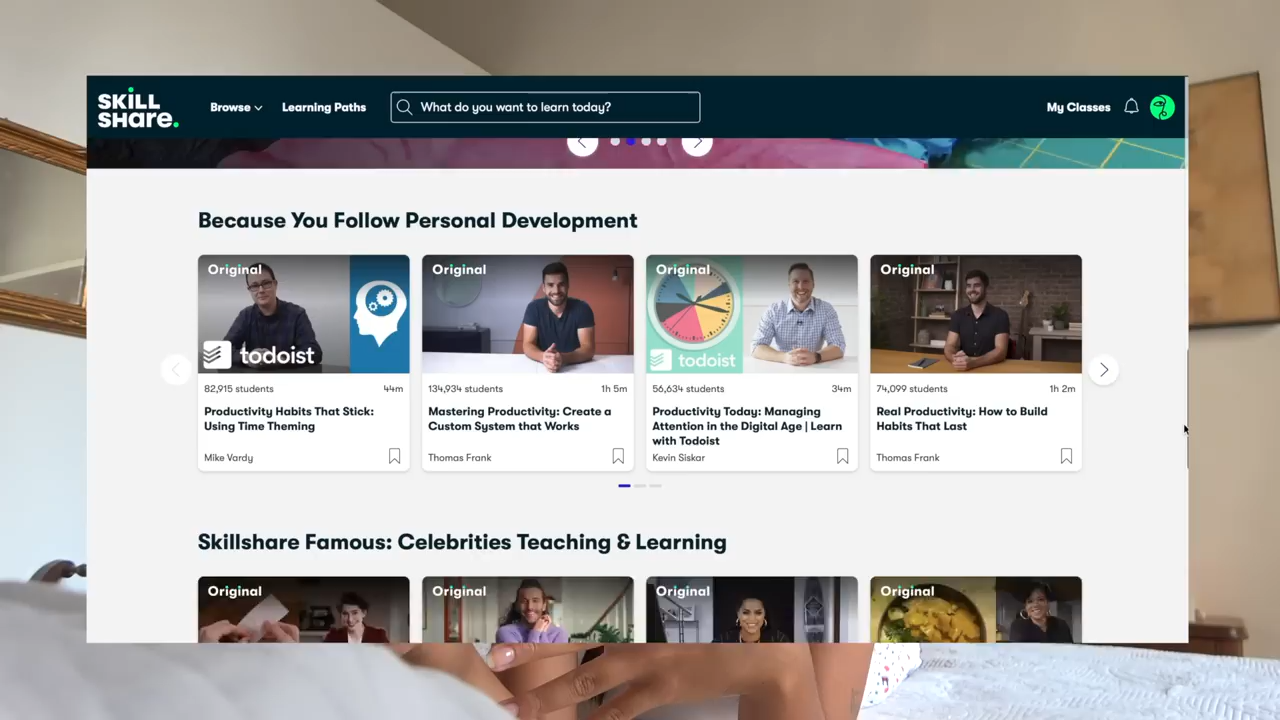 SKILL
SHARE.
Browse
Learning Paths
What do you want to learn today?
My Classes
Because You Follow Personal Development
Original
todoist
82,915 students
44m
Productivity Habits That Stick:
Using Time Theming
Mike Vardy
Original
134,934 students
1h 5m
Mastering Productivity: Create a
Custom System that Works
Thomas Frank
Original
todoist
56,634 students
34m
Productivity Today: Managing
Attention in the Digital Age | Learn
with Todoist
Kevin Siskar
Original
74,099 students
1h 2m
Real Productivity: How to Build
Habits That Last
Thomas Frank
Skillshare Famous: Celebrities Teaching & Learning
Original
Original
Original
Original